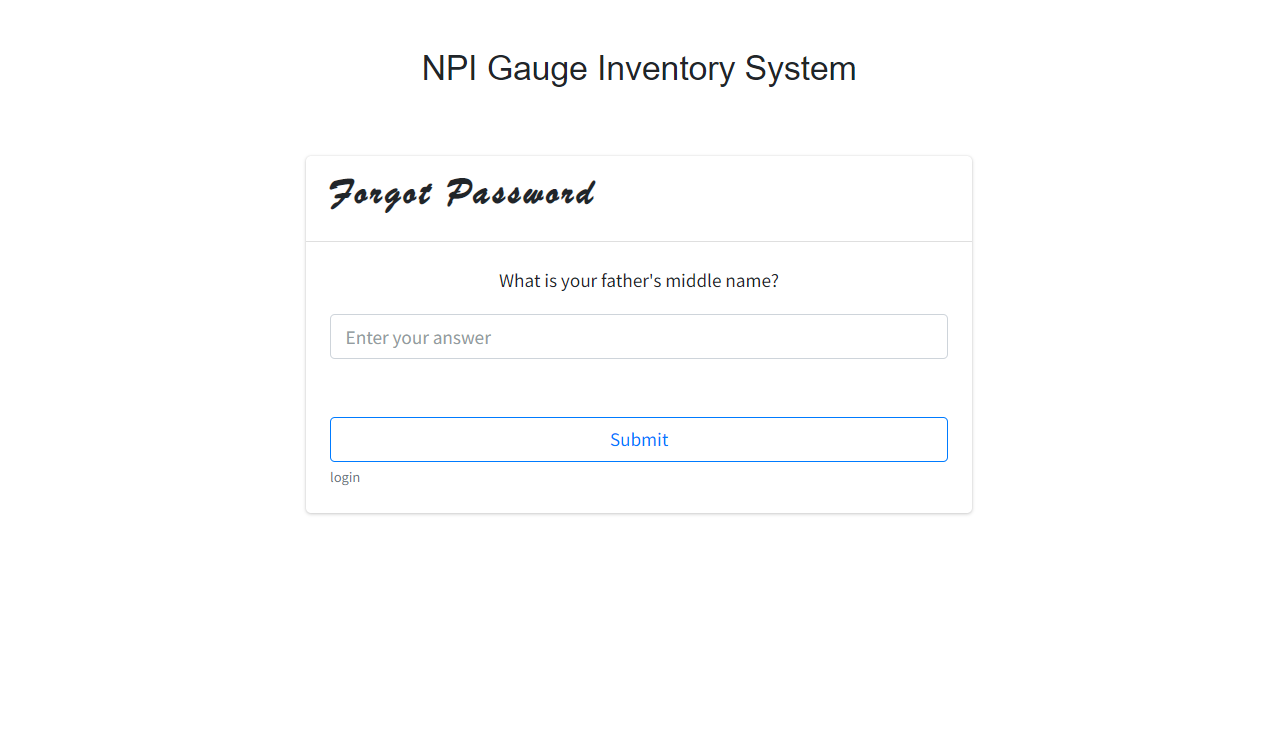 NPI Gauge Inventory System
Forgot Password
What is your father's middle name?
Enter your answer
Submit
login